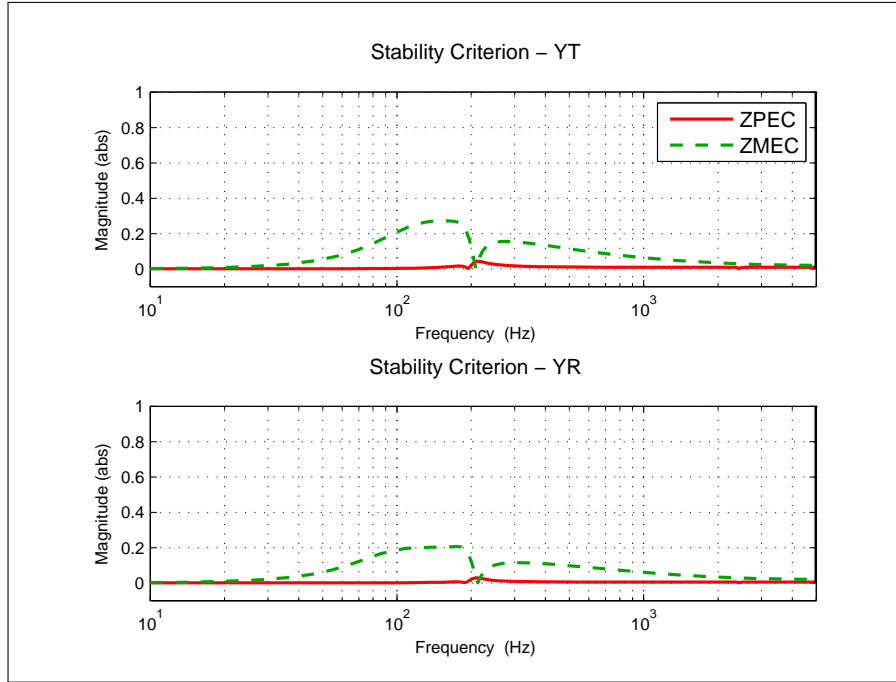 Stability Criterion – YT
Magnitude (abs)
1
0.8
0.6
0.4
0.2
0
ZPEC
ZMEC
10^1
10^2
10^3
Frequency (Hz)
Stability Criterion – YR
Magnitude (abs)
1
0.8
0.6
0.4
0.2
0
10^1
10^2
10^3
Frequency (Hz)